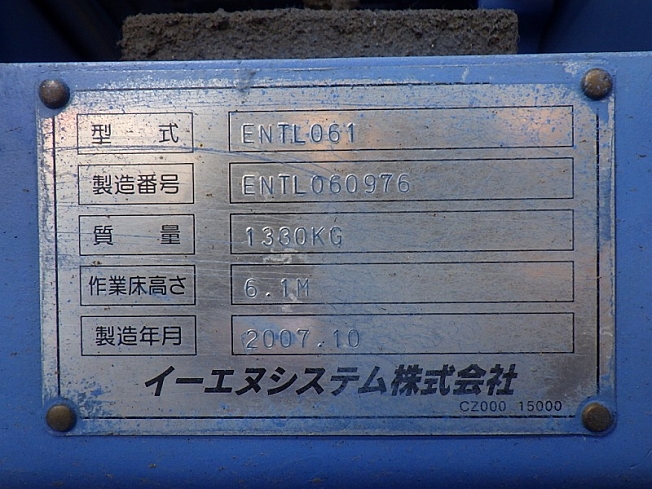 型式 ENTL061
製造番号 ENTL060976
質量 1330KG
作業床高さ 6.1M
製造年月 2007.10
イーエヌシステム株式会社
CZ000 15000